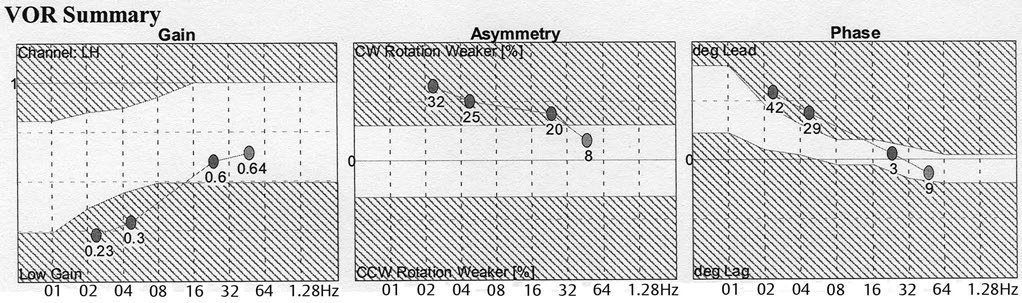 VOR Summary
Gain
Channel: LH
1
0.6
0.64
0.3
0.23
Low Gain
01 02 04 08 16 32 64 1.28Hz
Asymmetry
CW Rotation Weaker [%]
32
25
20
8
0
CCW Rotation Weaker [%]
01 02 04 08 16 32 64 1.28Hz
Phase
deg Lead
42
29
3
9
0
deg Lag
01 02 04 08 16 32 64 1.28Hz